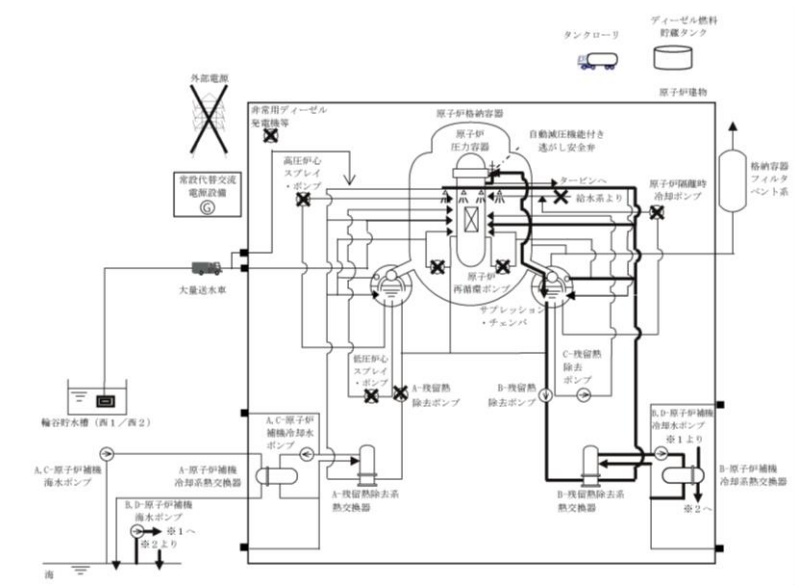 ディーゼル燃料
貯蔵タンク
タンクローリ
外部電源
原子炉建物
非常用ディーゼル
発電機等
原子炉格納容器
原子炉
圧力容器
自動減圧機能付き
逃がし安全弁
高圧炉心
スプレイ
・ポンプ
常設代替交流
電源設備
G
タービンへ
給水系より
原子炉隔離時
冷却ポンプ
格納容器
フィルタ
ベント系
大量送水車
原子炉
再循環ポンプ
サプレッション
・チェンバ
低圧炉心
スプレイ
・ポンプ
A-残留熱
除去ポンプ
B-残留熱
除去ポンプ
C-残留熱
除去
ポンプ
輪谷貯水槽（西1／西2）
A,C-原子炉
補機冷却水
ポンプ
B,D-原子炉補機
冷却水ポンプ
※1より
A,C-原子炉補機
海水ポンプ
A-原子炉補機
冷却系熱交換器
B-原子炉補機
冷却系熱交換器
A-残留熱除去系
熱交換器
B-残留熱除去系
熱交換器
B,D-原子炉補機
海水ポンプ
※1へ
※2より
※2へ
海